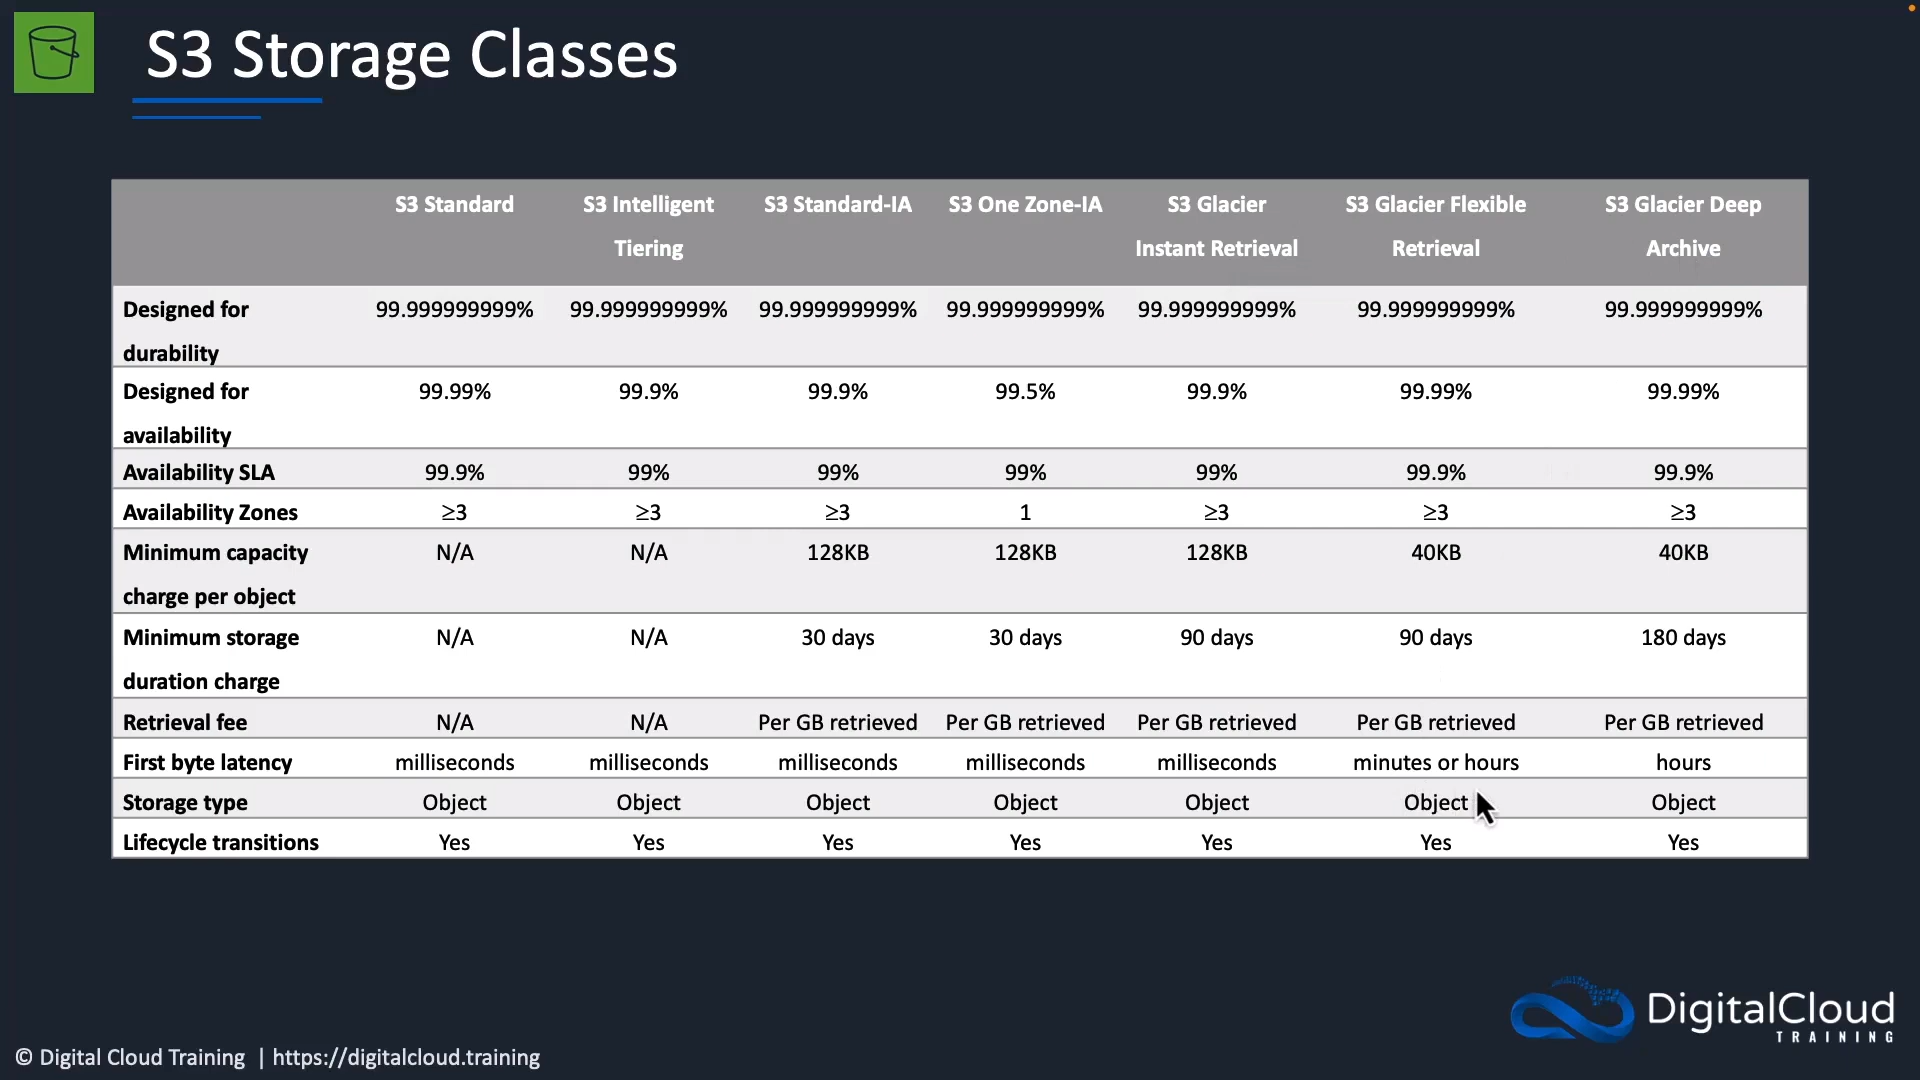 S3 Storage Classes
S3 Standard S3 Intelligent Tiering S3 Standard-IA S3 One Zone-IA S3 Glacier Instant Retrieval S3 Glacier Flexible Retrieval S3 Glacier Deep Archive
Designed for durability 99.999999999% 99.999999999% 99.999999999% 99.999999999% 99.999999999% 99.999999999% 99.999999999%
Designed for availability 99.99% 99.9% 99.9% 99.5% 99.9% 99.99% 99.99%
Availability SLA 99.9% 99% 99% 99% 99% 99.9% 99.9%
Availability Zones ≥3 ≥3 ≥3 1 ≥3 ≥3 ≥3
Minimum capacity charge per object N/A N/A 128KB 128KB 128KB 40KB 40KB
Minimum storage duration charge N/A N/A 30 days 30 days 90 days 90 days 180 days
Retrieval fee N/A N/A Per GB retrieved Per GB retrieved Per GB retrieved Per GB retrieved Per GB retrieved
First byte latency milliseconds milliseconds milliseconds milliseconds milliseconds minutes or hours hours
Storage type Object Object Object Object Object Object Object
Lifecycle transitions Yes Yes Yes Yes Yes Yes Yes
DigitalCloud
TRAINING
© Digital Cloud Training | https://digitalcloud.training